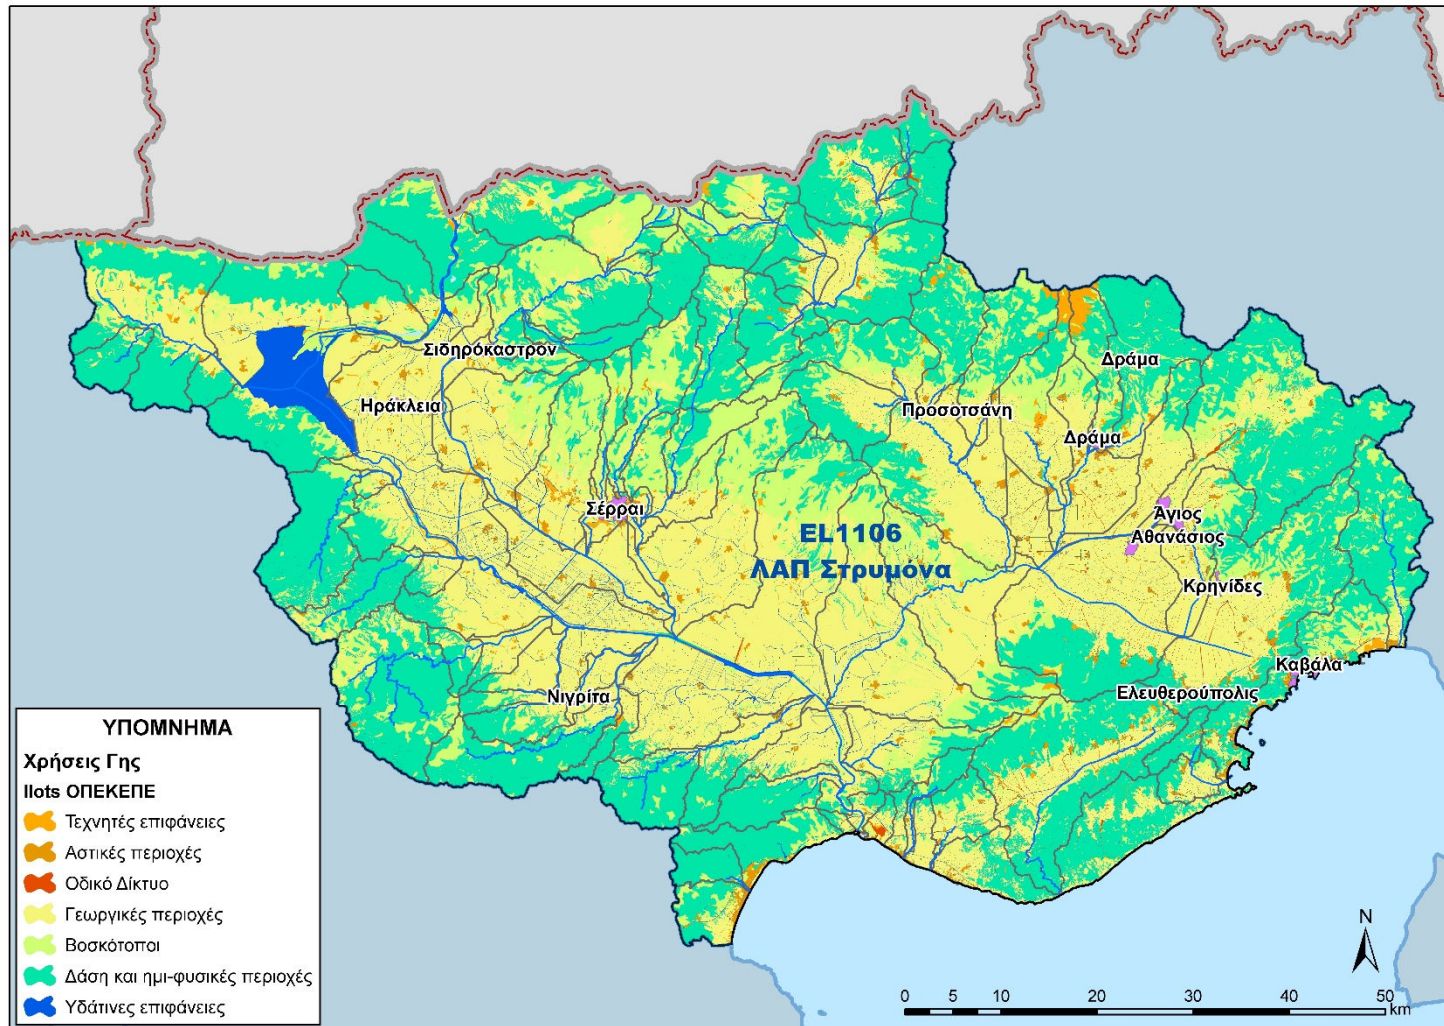 Σιδηρόκαστρον
Δράμα
Ηράκλεια
Προσοτσάνη
Δράμα
Σέρραι
Άγιος
Αθανάσιος
EL1106
ΛΑΠ Στρυμόνα
Κρηνίδες
Καβάλα
Νιγρίτα
Ελευθερούπολις
ΥΠΟΜΝΗΜΑ
Χρήσεις Γης
Ilots ΟΠΕΚΕΠΕ
Τεχνητές επιφάνειες
Αστικές περιοχές
Οδικό Δίκτυο
Γεωργικές περιοχές
Βοσκότοποι
Δάση και ημι-φυσικές περιοχές
Υδάτινες επιφάνειες
N
0 5 10 20 30 40 50
km